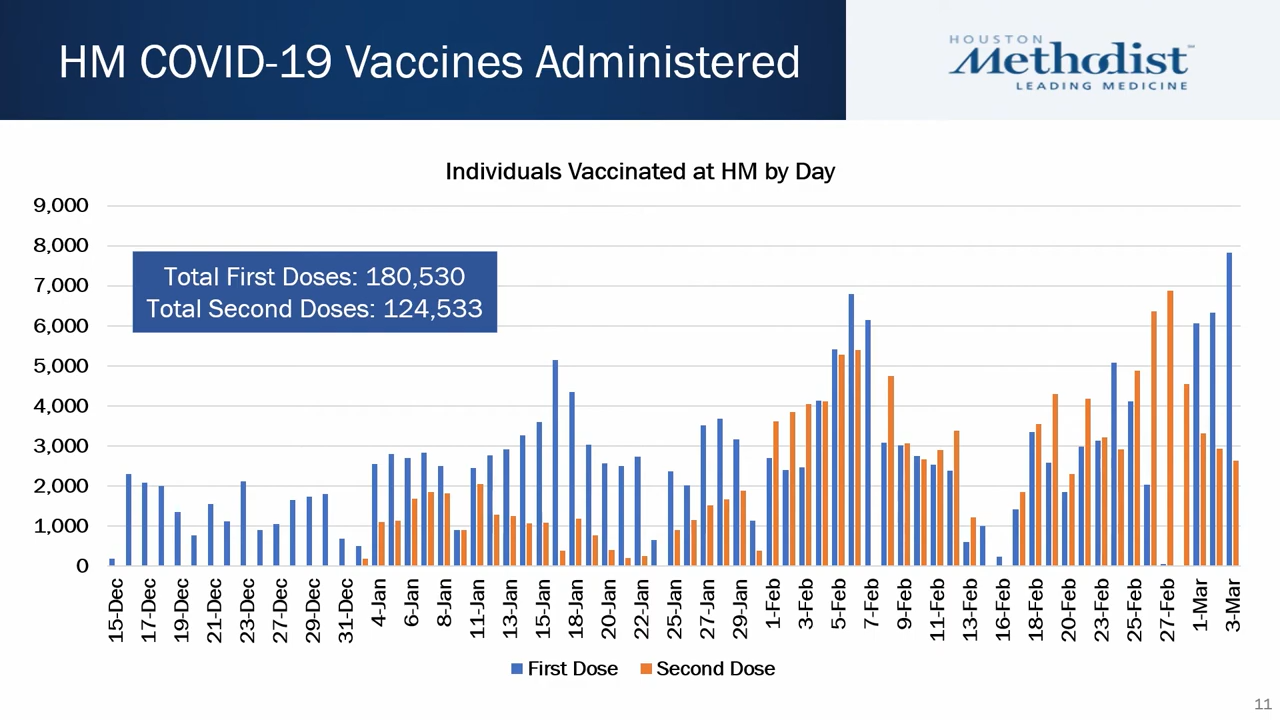 HM COVID-19 Vaccines Administered
HOUSTON
Methodist
LEADING MEDICINE
Individuals Vaccinated at HM by Day
9,000
8,000
7,000
6,000
5,000
4,000
3,000
2,000
1,000
0
Total First Doses: 180,530
Total Second Doses: 124,533
15-Dec
17-Dec
19-Dec
21-Dec
23-Dec
27-Dec
29-Dec
31-Dec
4-Jan
6-Jan
8-Jan
11-Jan
13-Jan
15-Jan
18-Jan
20-Jan
22-Jan
25-Jan
27-Jan
29-Jan
1-Feb
3-Feb
5-Feb
7-Feb
9-Feb
11-Feb
13-Feb
16-Feb
18-Feb
20-Feb
23-Feb
25-Feb
27-Feb
1-Mar
3-Mar
First Dose
Second Dose
11